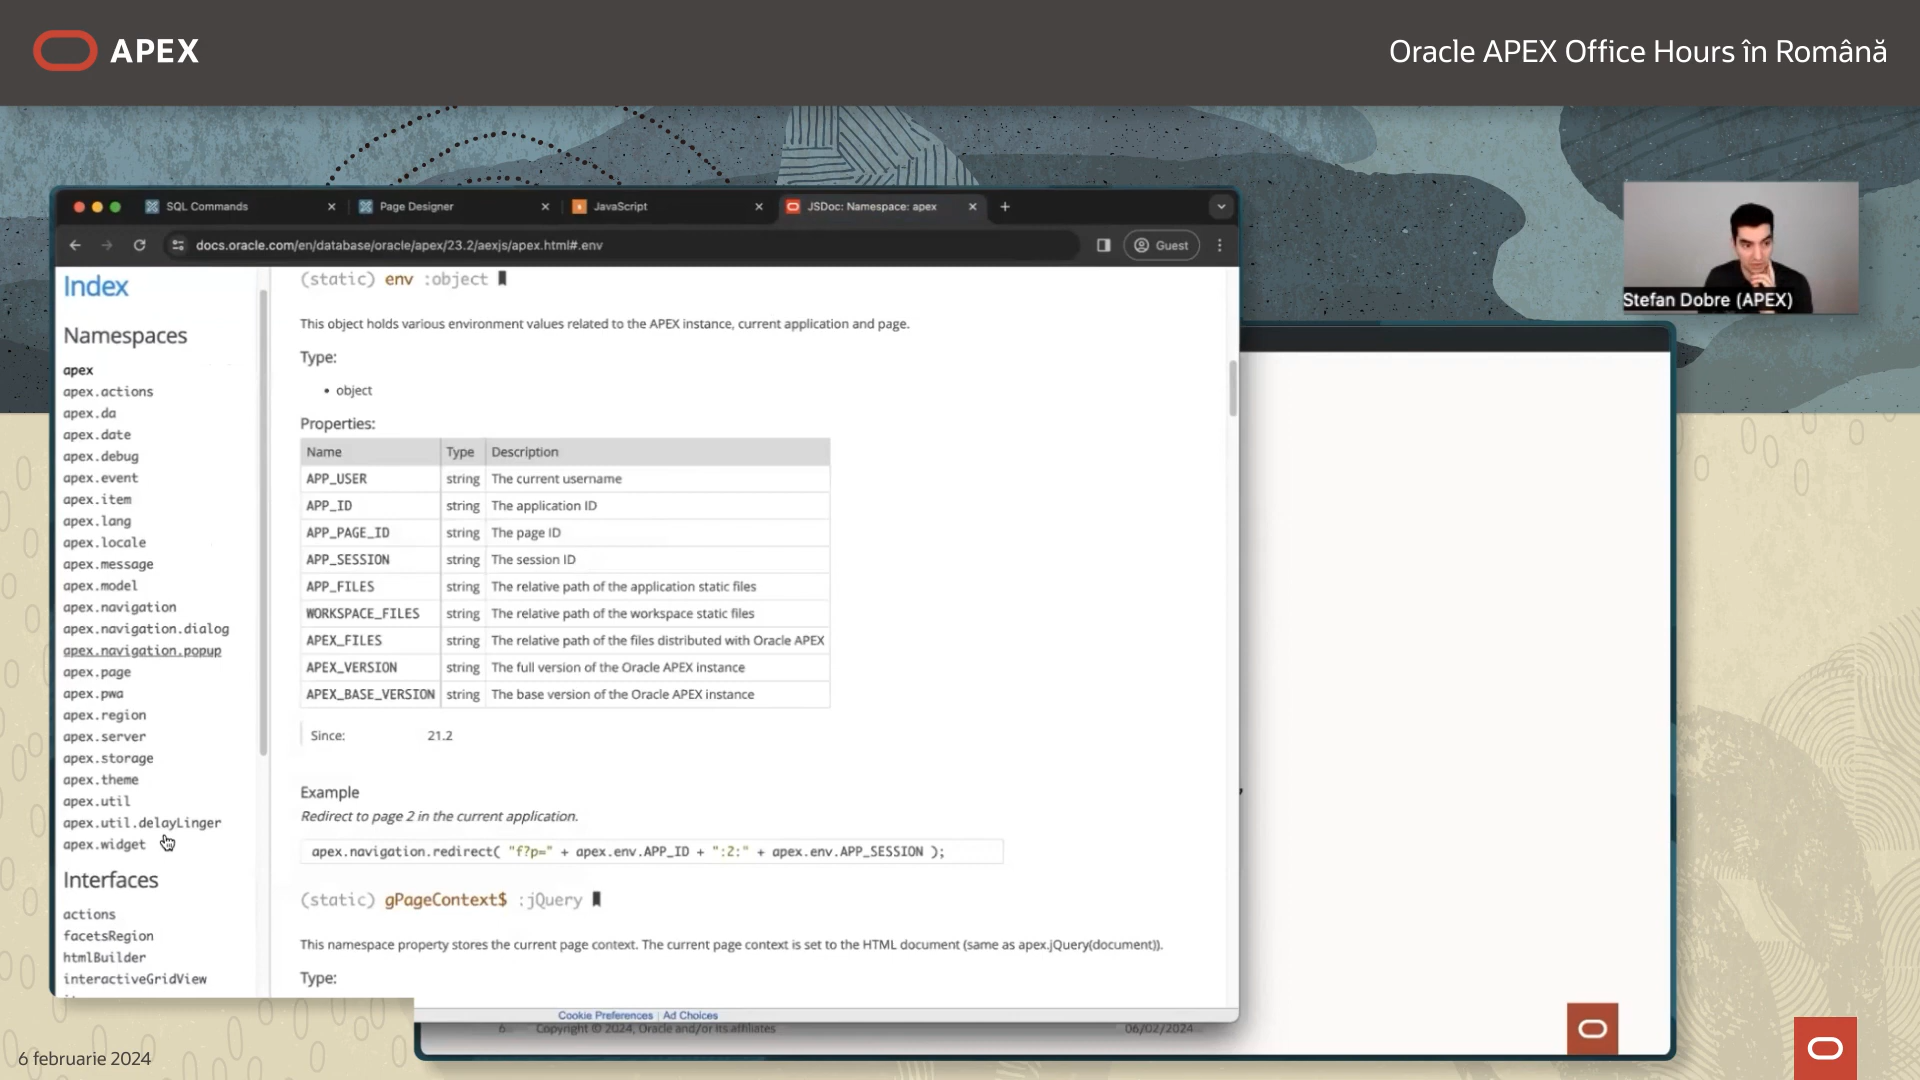 APEX
Oracle APEX Office Hours în Română
SQL Commands
Page Designer
JavaScript
JSDoc: Namespace: apex
docs.oracle.com/en/database/oracle/apex/23.2/aexjs/apex.html#.env
Guest
Stefan Dobre (APEX)
Index
Namespaces
apex
apex.actions
apex.da
apex.date
apex.debug
apex.event
apex.item
apex.lang
apex.locale
apex.message
apex.model
apex.navigation
apex.navigation.dialog
apex.navigation.popup
apex.page
apex.pwa
apex.region
apex.server
apex.storage
apex.theme
apex.util
apex.util.delayLinger
apex.widget
Interfaces
actions
facetsRegion
htmlBuilder
interactiveGridView
(static) env :object
This object holds various environment values related to the APEX instance, current application and page.
Type:
• object
Properties:
Name Type Description
APP_USER string The current username
APP_ID string The application ID
APP_PAGE_ID string The page ID
APP_SESSION string The session ID
APP_FILES string The relative path of the application static files
WORKSPACE_FILES string The relative path of the workspace static files
APEX_FILES string The relative path of the files distributed with Oracle APEX
APEX_VERSION string The full version of the Oracle APEX instance
APEX_BASE_VERSION string The base version of the Oracle APEX instance
Since: 21.2
Example
Redirect to page 2 in the current application.
apex.navigation.redirect( "f?p=" + apex.env.APP_ID + ":2:" + apex.env.APP_SESSION );
(static) gPageContext$ :jQuery
This namespace property stores the current page context. The current page context is set to the HTML document (same as apex.jQuery(document)).
Type:
Cookie Preferences | Ad Choices
6 Copyright © 2024, Oracle and/or its affiliates 06/02/2024
6 februarie 2024